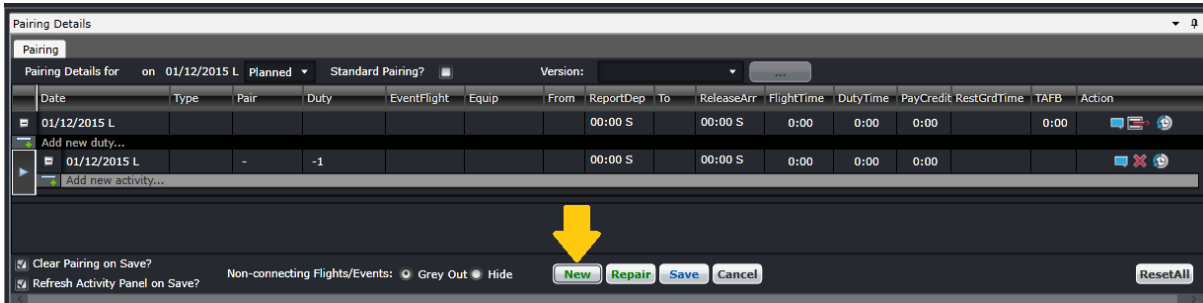 Pairing Details
Pairing
Pairing Details for on 01/12/2015 L Planned Standard Pairing? Version: ...
Date Type Pair Duty EventFlight Equip From ReportDep To ReleaseArr FlightTime DutyTime PayCredit RestGrdTime TAFB Action
01/12/2015 L 00:00 S 00:00 S 0:00 0:00 0:00 0:00
Add new duty...
01/12/2015 L - -1 00:00 S 00:00 S 0:00 0:00 0:00
Add new activity...
Clear Pairing on Save?
Non-connecting Flights/Events: Grey Out Hide New Repair Save Cancel ResetAll
Refresh Activity Panel on Save?